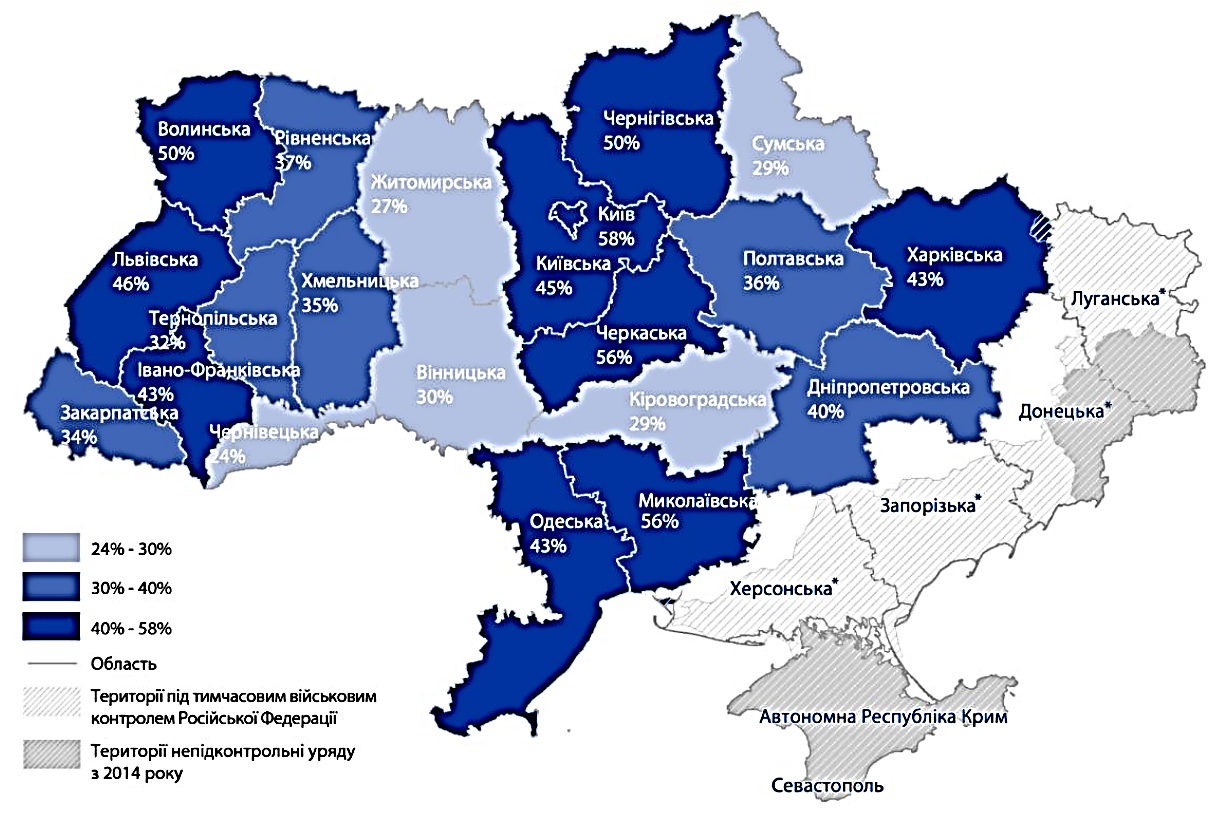 Чернігівська
50%
Волинська
50%
Рівненська
37%
Сумська
29%
Житомирська
27%
Київ
58%
Львівська
46%
Київська
45%
Полтавська
36%
Харківська
43%
Хмельницька
35%
Луганська*
Тернопільська
32%
Черкаська
56%
Івано-Франківська
43%
Вінницька
30%
Дніпропетровська
40%
Кіровоградська
29%
Закарпатська
34%
Донецька*
Чернівецька
24%
Миколаївська
56%
Запорізька*
Одеська
43%
Херсонська*
Автономна Республіка Крим
Севастополь
24% - 30%
30% - 40%
40% - 58%
Область
Території під тимчасовим військовим
контролем Російської Федерації
Території непідконтрольні уряду
з 2014 року